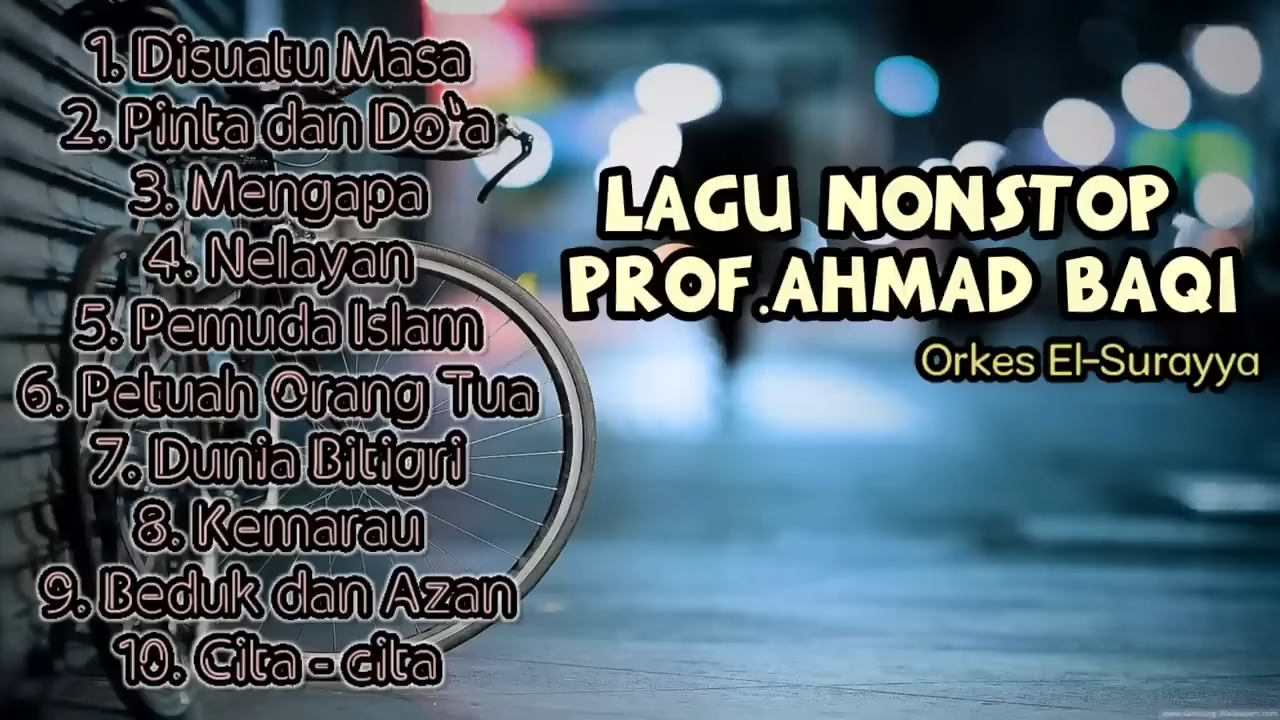 1. Disuatu Masa
2. Pinta dan Do'a
3. Mengapa
4. Nelayan
5. Pemuda Islam
6. Petuah Orang Tua
7. Dunia Bitigri
8. Kemarau
9. Beduk dan Azan
10. Cita - cita
LAGU NONSTOP
PROF.AHMAD BAQI
Orkes El-Surayya